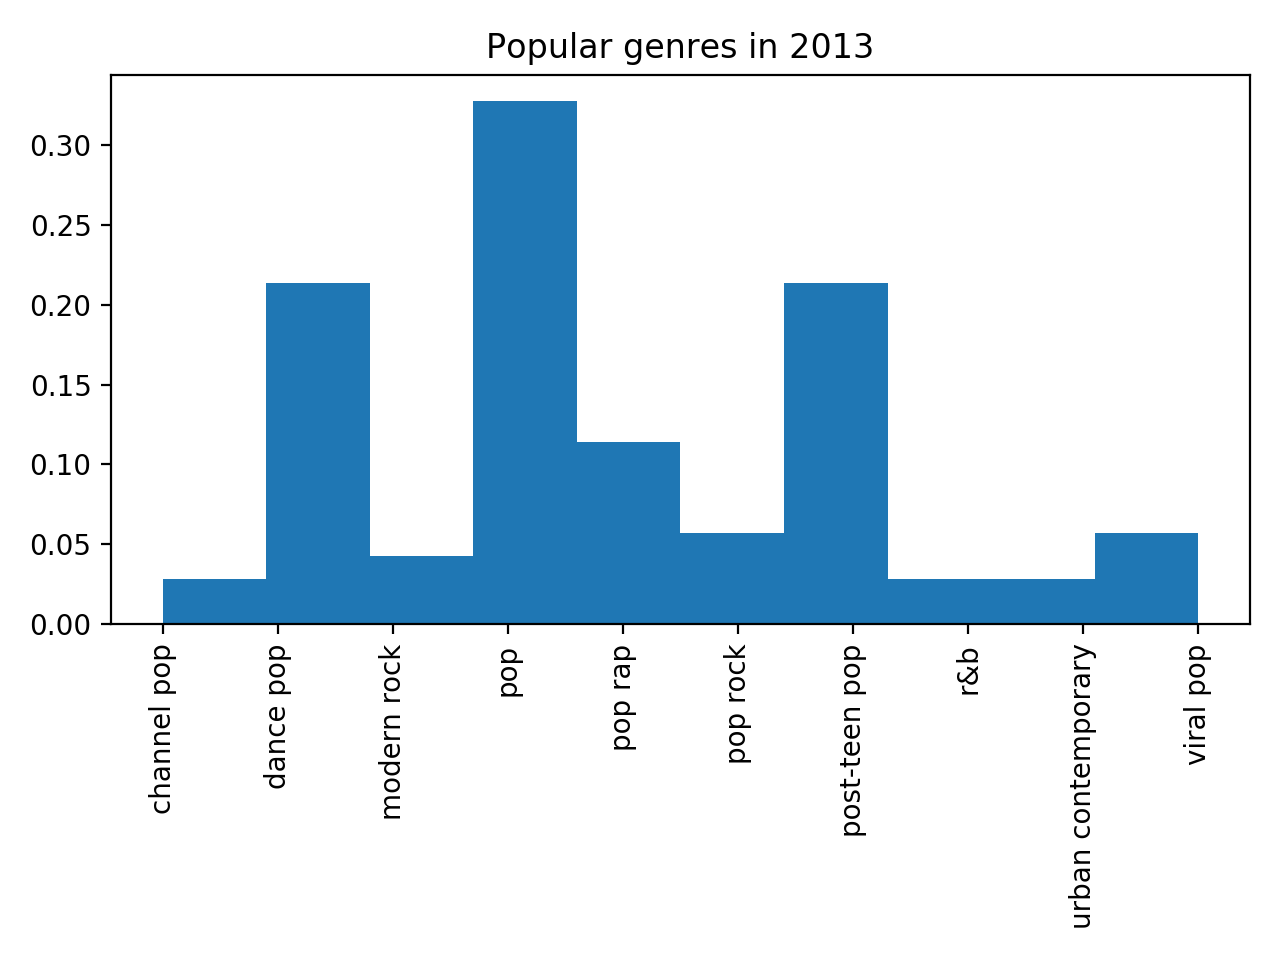 Popular genres in 2013
0.30
0.25
0.20
0.15
0.10
0.05
0.00
channel pop
dance pop
modern rock
pop
pop rap
pop rock
post-teen pop
r&b
urban contemporary
viral pop